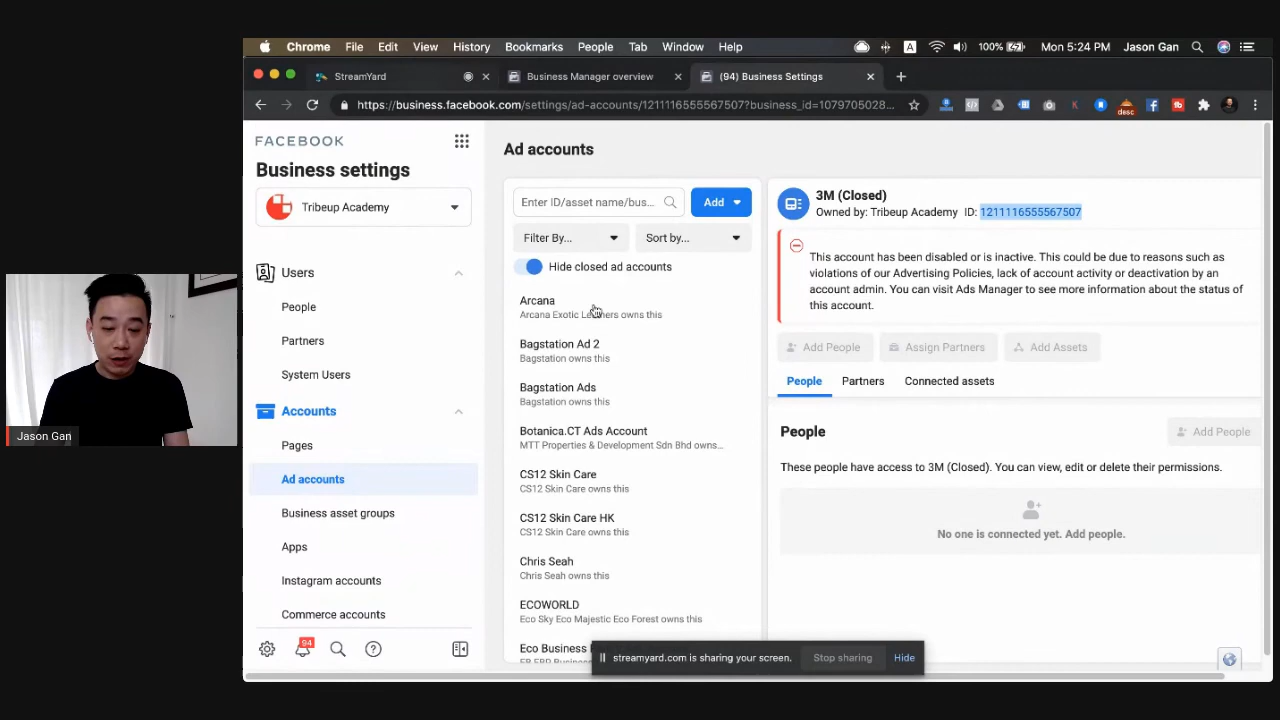 Chrome File Edit View History Bookmarks People Tab Window Help A 100% Mon 5:24 PM Jason Gan
StreamYard Business Manager overview (94) Business Settings
https://business.facebook.com/settings/ad-accounts/1211116555567507?business_id=1079705028... desc
FACEBOOK
Business settings
Tribeup Academy
Users
People
Partners
System Users
Accounts
Pages
Ad accounts
Business asset groups
Apps
Instagram accounts
Commerce accounts
94
Ad accounts
Enter ID/asset name/bus... Add
Filter By... Sort by...
Hide closed ad accounts
Arcana
Arcana Exotic owns this
Bagstation Ad 2
Bagstation owns this
Bagstation Ads
Bagstation owns this
Botanica.CT Ads Account
MTT Properties & Development Sdn Bhd owns...
CS12 Skin Care
CS12 Skin Care owns this
CS12 Skin Care HK
CS12 Skin Care owns this
Chris Seah
Chris Seah owns this
ECOWORLD
Eco Sky Eco Majestic Eco Forest owns this
Eco Business
3M (Closed)
Owned by: Tribeup Academy ID: 1211116555567507
This account has been disabled or is inactive. This could be due to reasons such as
violations of our Advertising Policies, lack of account activity or deactivation by an
account admin. You can visit Ads Manager to see more information about the status of
this account.
Add People Assign Partners Add Assets
People Partners Connected assets
People Add People
These people have access to 3M (Closed). You can view, edit or delete their permissions.
No one is connected yet. Add people.
streamyard.com is sharing your screen. Stop sharing Hide
Jason Gan